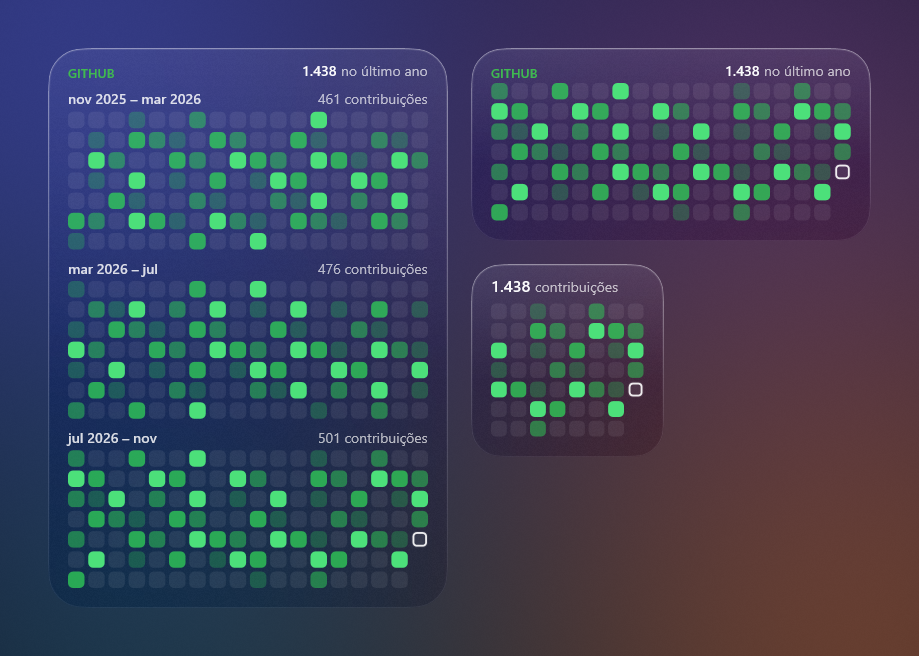 GITHUB 1.438 no último ano
nov 2025 – mar 2026 461 contribuições
mar 2026 – jul 476 contribuições
jul 2026 – nov 501 contribuições
GITHUB 1.438 no último ano
1.438 contribuições